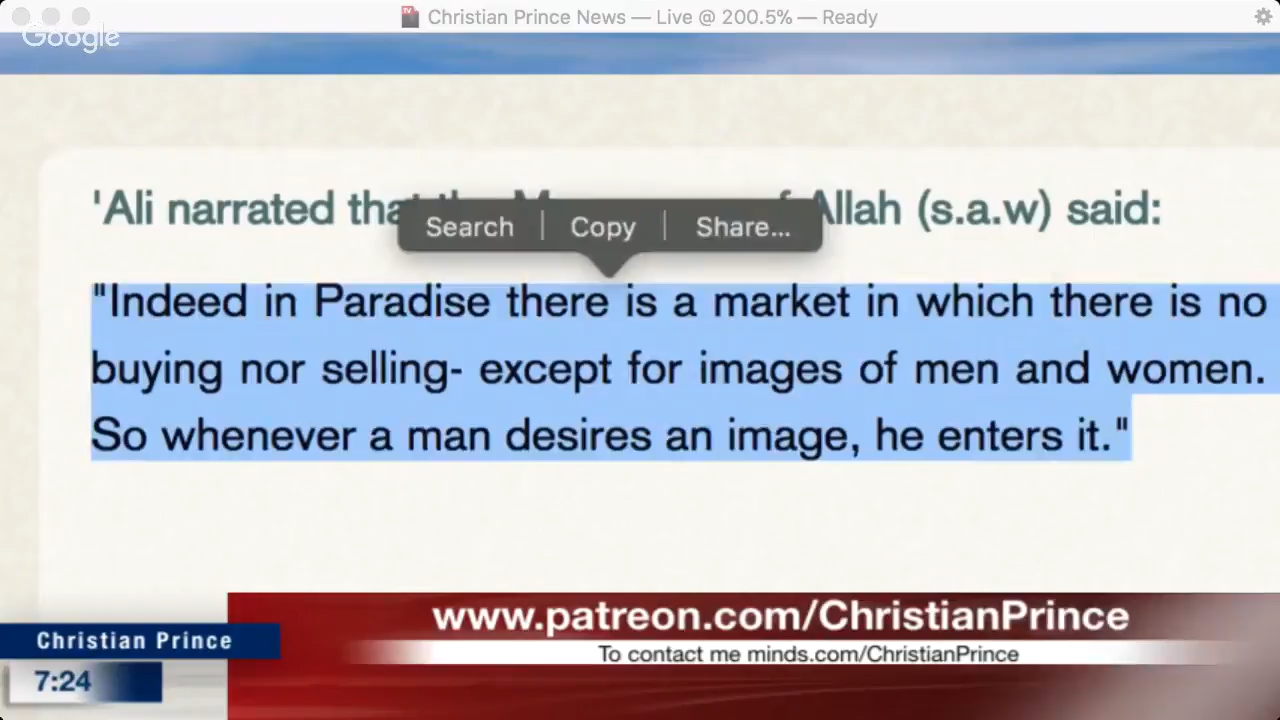 Christian Prince News — Live @ 200.5% — Ready
Google
'Ali narrated that the of Allah (s.a.w) said:
Search Copy Share...
"Indeed in Paradise there is a market in which there is no
buying nor selling- except for images of men and women.
So whenever a man desires an image, he enters it."
www.patreon.com/ChristianPrince
Christian Prince
To contact me minds.com/ChristianPrince
7:24